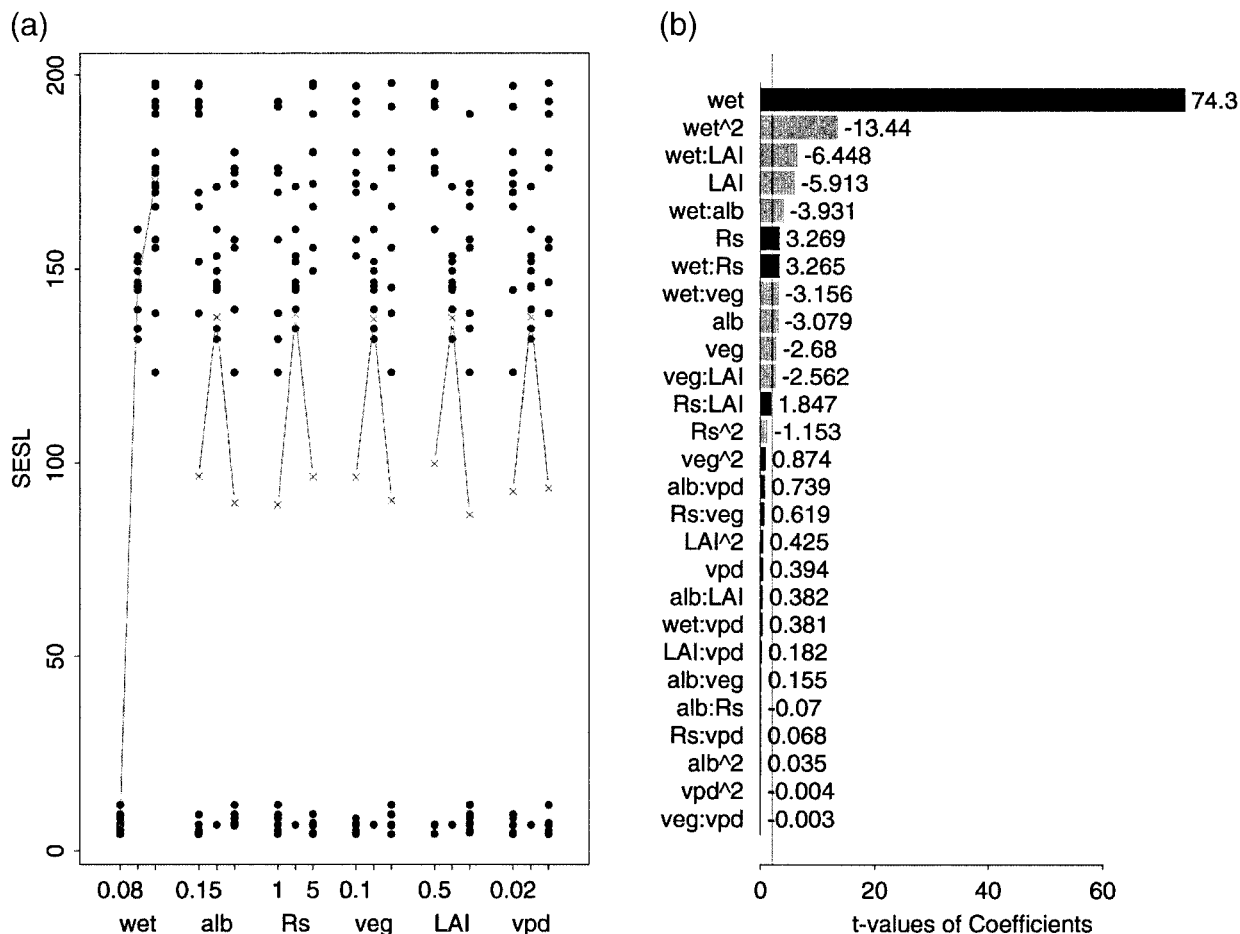 (a)
200
150
100
50
0
SESL
0.08 0.15 1 5 0.1 0.5 0.02
wet alb Rs veg LAI vpd
(b)
wet 74.3
wet^2 -13.44
wet:LAI -6.448
LAI -5.913
wet:alb -3.931
Rs 3.269
wet:Rs 3.265
wet:veg -3.156
alb -3.079
veg -2.68
veg:LAI -2.562
Rs:LAI 1.847
Rs^2 -1.153
veg^2 0.874
alb:vpd 0.739
Rs:veg 0.619
LAI^2 0.425
vpd 0.394
alb:LAI 0.382
wet:vpd 0.381
LAI:vpd 0.182
alb:veg 0.155
alb:Rs -0.07
Rs:vpd 0.068
alb^2 0.035
vpd^2 -0.004
veg:vpd -0.003
0 20 40 60
t-values of Coefficients